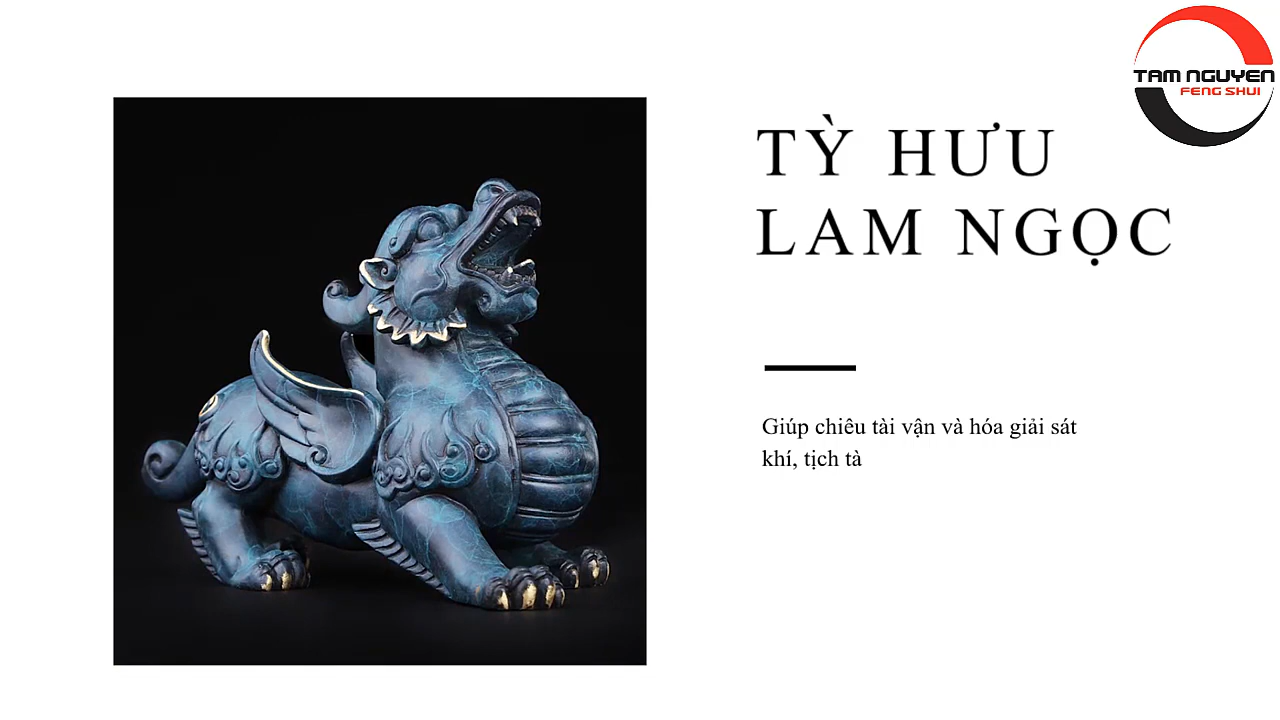 TAM NGUYEN
FENG SHUI
TỲ HƯU
LAM NGỌC
Giúp chiêu tài vận và hóa giải sát
khí, tịch tà